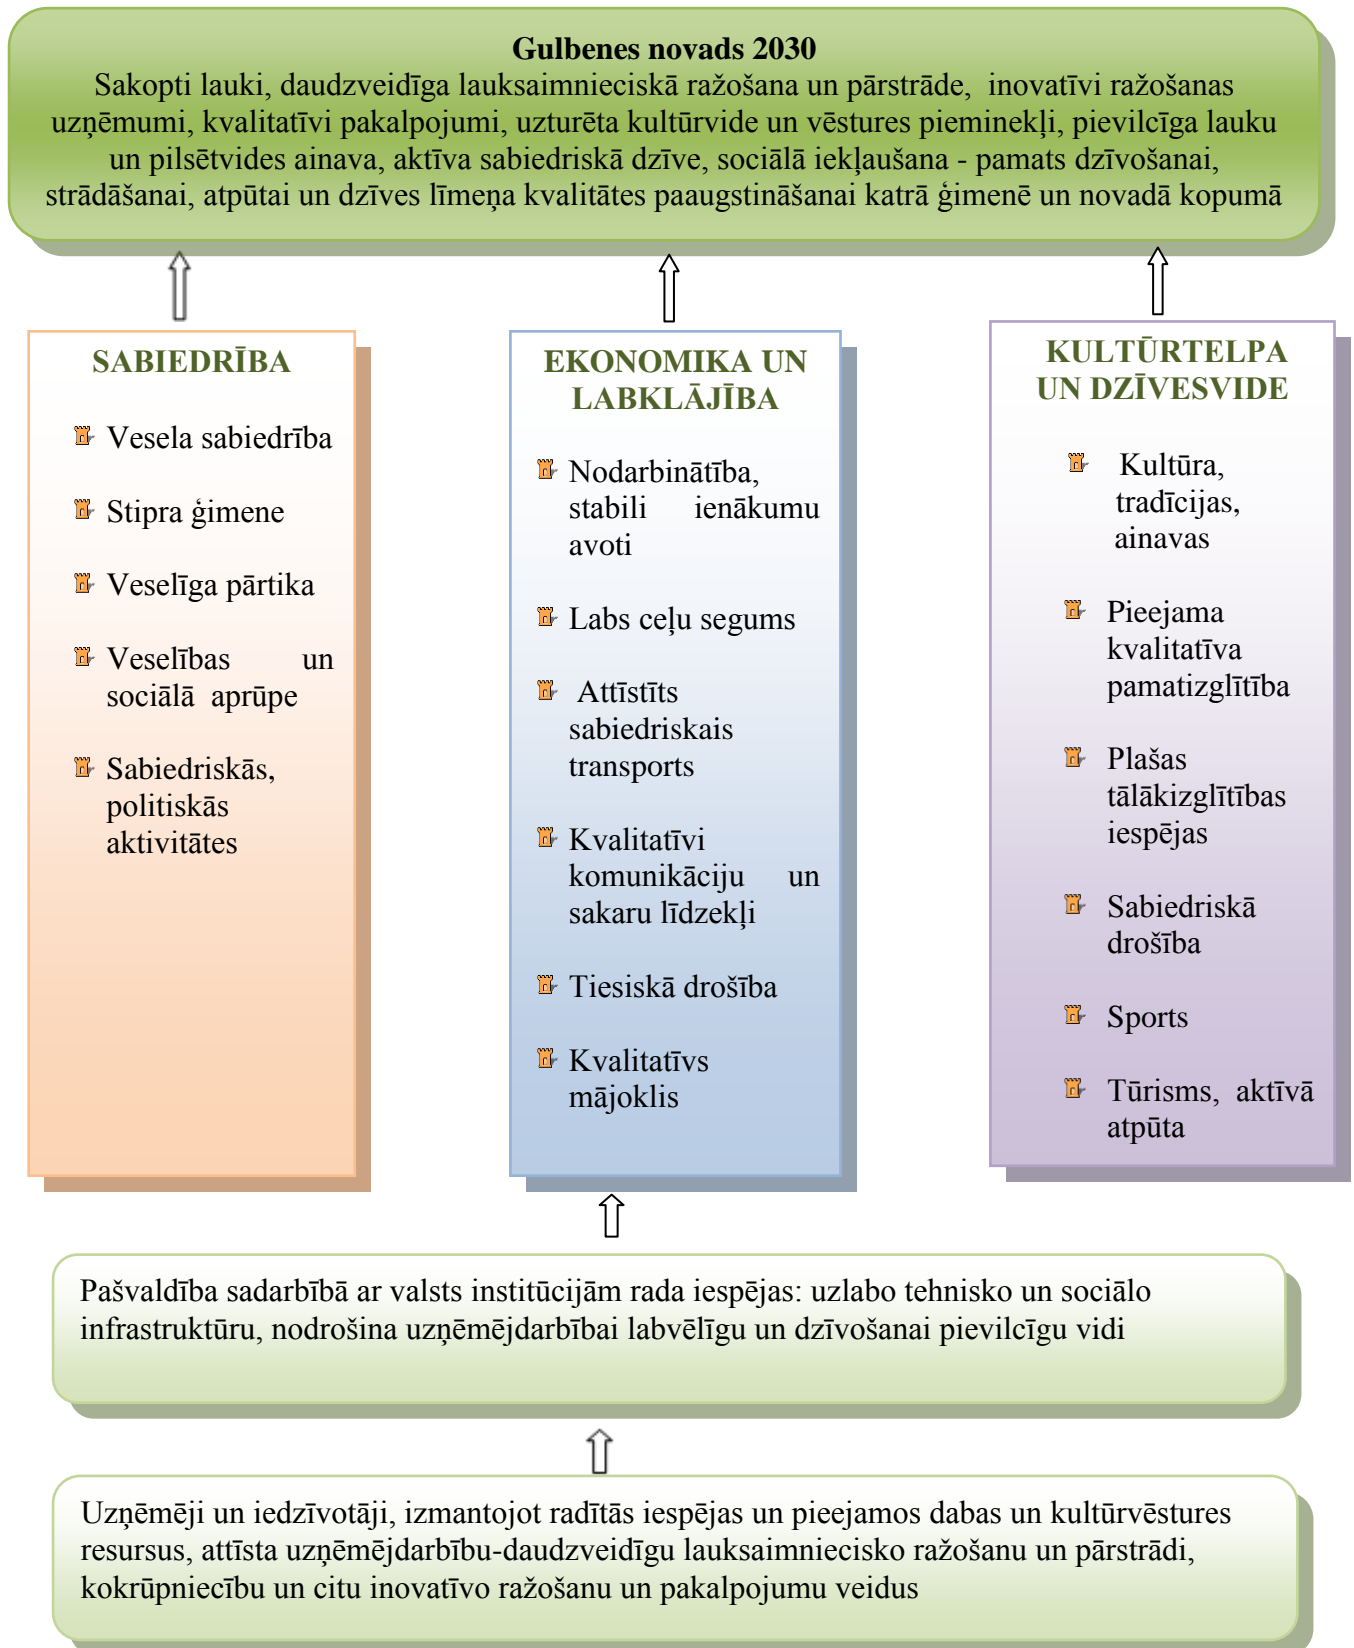 Gulbenes novads 2030
Sakopti lauki, daudzveidīga lauksaimnieciskā ražošana un pārstrāde, inovatīvi ražošanas
uzņēmumi, kvalitatīvi pakalpojumi, uzturēta kultūrvide un vēstures pieminekļi, pievilcīga lauku
un pilsētvides ainava, aktīva sabiedriskā dzīve, sociālā iekļaušana - pamats dzīvošanai,
strādāšanai, atpūtai un dzīves līmeņa kvalitātes paaugstināšanai katrā ģimenē un novadā kopumā
SABIEDRĪBA
Vesela sabiedrība
Stipra ģimene
Veselīga pārtika
Veselības un
sociālā aprūpe
Sabiedriskās,
politiskās
aktivitātes
EKONOMIKA UN
LABKLĀJĪBA
Nodarbinātība,
stabili ienākumu
avoti
Labs ceļu segums
Attīstīts
sabiedriskais
transports
Kvalitatīvi
komunikāciju un
sakaru līdzekļi
Tiesiskā drošība
Kvalitatīvs
mājoklis
KULTŪRTELPA
UN DZĪVESVIDE
Kultūra,
tradīcijas,
ainavas
Pieejama
kvalitatīva
pamatizglītība
Plašas
tālākizglītības
iespējas
Sabiedriskā
drošība
Sports
Tūrisms, aktīvā
atpūta
Pašvaldība sadarbībā ar valsts institūcijām rada iespējas: uzlabo tehnisko un sociālo
infrastruktūru, nodrošina uzņēmējdarbībai labvēlīgu un dzīvošanai pievilcīgu vidi
Uzņēmēji un iedzīvotāji, izmantojot radītās iespējas un pieejamos dabas un kultūrvēstures
resursus, attīsta uzņēmējdarbību-daudzveidīgu lauksaimniecisko ražošanu un pārstrādi,
kokrūpniecību un citu inovatīvo ražošanu un pakalpojumu veidus